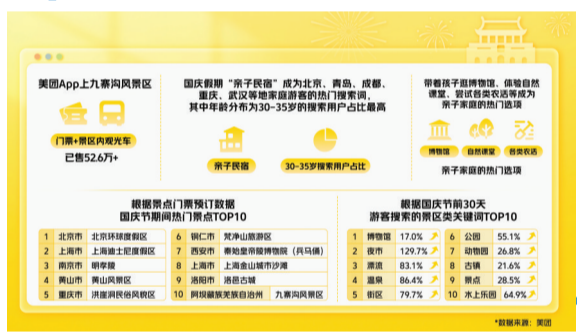 美团App上九寨沟风景区
门票+景区内观光车
已售52.6万+
国庆假期“亲子民宿”成为北京、青岛、成都、
重庆、武汉等地家庭游客的热门搜索词,
其中年龄分布为30-35岁的搜索用户占比最高
亲子民宿
30-35岁搜索用户占比
带着孩子逛博物馆、体验自然
课堂、尝试各类农活等成为
亲子家庭的热门选项
博物馆 自然课堂 各类农活
亲子家庭的热门选项
根据景点门票预订数据
国庆节期间热门景点TOP10
1 北京市 北京环球度假区
2 上海市 上海迪士尼度假区
3 南京市 明孝陵
4 黄山市 黄山风景区
5 重庆市 洪崖洞民俗风貌区
6 铜仁市 梵净山旅游区
7 西安市 秦始皇帝陵博物院(兵马俑)
8 上海市 上海金山城市沙滩
9 洛阳市 洛邑古城
10 阿坝藏族羌族自治州 九寨沟风景区
根据国庆节前30天
游客搜索的景区类关键词TOP10
1 博物馆 17.0%
2 夜市 129.7%
3 漂流 83.1%
4 温泉 86.4%
5 街区 79.7%
6 公园 55.1%
7 动物园 26.8%
8 古镇 21.6%
9 景点 28.5%
10 水上乐园 64.9%
*数据来源:美团